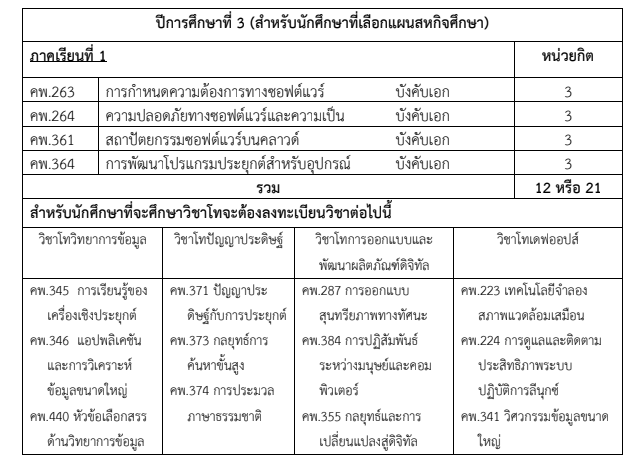 ปีการศึกษาที่ 3 (สำหรับนักศึกษาที่เลือกแผนสหกิจศึกษา)
ภาคเรียนที่ 1 หน่วยกิต
คพ.263 การกำหนดความต้องการทางซอฟต์แวร์ บังคับเอก 3
คพ.264 ความปลอดภัยทางซอฟต์แวร์และความเป็น บังคับเอก 3
คพ.361 สถาปัตยกรรมซอฟต์แวร์บนคลาวด์ บังคับเอก 3
คพ.364 การพัฒนาโปรแกรมประยุกต์สำหรับอุปกรณ์ บังคับเอก 3
รวม 12 หรือ 21
สำหรับนักศึกษาที่จะศึกษาวิชาโทจะต้องลงทะเบียนวิชาต่อไปนี้
วิชาโทวิทยาการข้อมูล
คพ.345 การเรียนรู้ของ
เครื่องเชิงประยุกต์
คพ.346 แอปพลิเคชัน
และการวิเคราะห์
ข้อมูลขนาดใหญ่
คพ.440 หัวข้อเลือกสรร
ด้านวิทยาการข้อมูล
วิชาโทปัญญาประดิษฐ์
คพ.371 ปัญญาประ
ดิษฐ์กับการประยุกต์
คพ.373 กลยุทธ์การ
ค้นหาขั้นสูง
คพ.374 การประมวล
ภาษาธรรมชาติ
วิชาโทการออกแบบและ
พัฒนาผลิตภัณฑ์ดิจิทัล
คพ.287 การออกแบบ
สุนทรียภาพทางทัศนะ
คพ.384 การปฏิสัมพันธ์
ระหว่างมนุษย์และคอม
พิวเตอร์
คพ.355 กลยุทธ์และการ
เปลี่ยนแปลงสู่ดิจิทัล
วิชาโทเดฟออปส์
คพ.223 เทคโนโลยีจำลอง
สภาพแวดล้อมเสมือน
คพ.224 การดูแลและติดตาม
ประสิทธิภาพระบบ
ปฏิบัติการลีนุกซ์
คพ.341 วิศวกรรมข้อมูลขนาด
ใหญ่